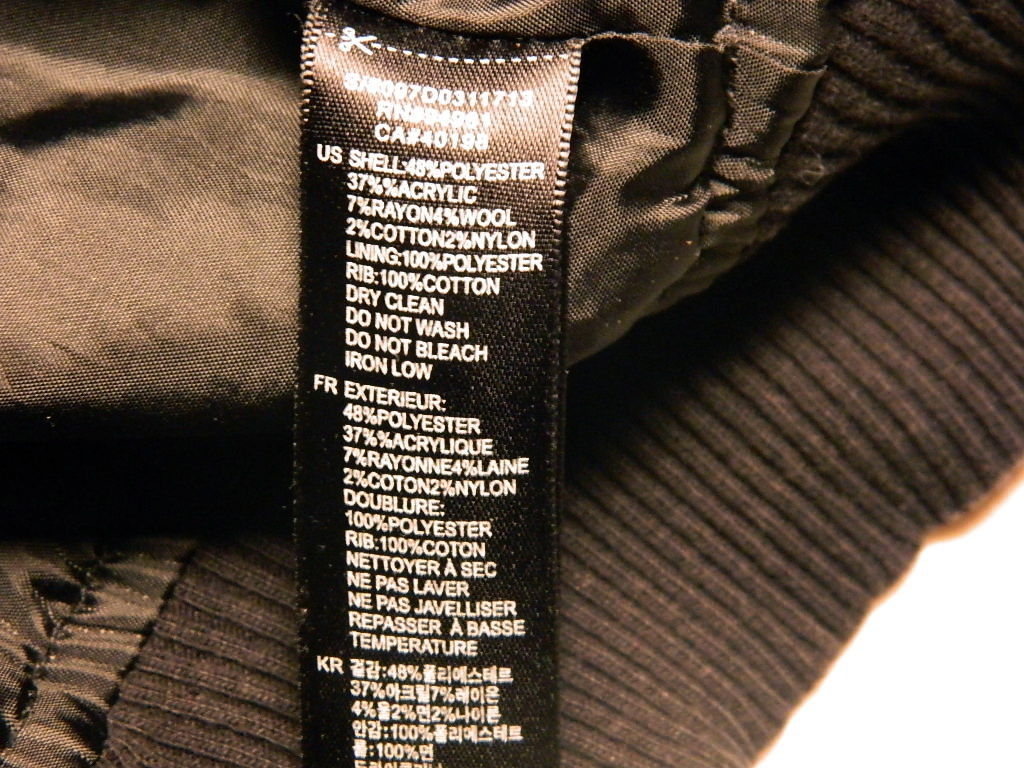 CA#40198
US SHELL:48%POLYESTER
37%%ACRYLIC
7%RAYON4%WOOL
2%COTTON2%NYLON
LINING:100%POLYESTER
RIB:100%COTTON
DRY CLEAN
DO NOT WASH
DO NOT BLEACH
IRON LOW
FR EXTERIEUR:
48%POLYESTER
37%%ACRYLIQUE
7%RAYONNE4%LAINE
2%COTON2%NYLON
DOUBLURE:
100%POLYESTER
RIB:100%COTON
NETTOYER À SEC
NE PAS LAVER
NE PAS JAVELLISER
REPASSER À BASSE
TEMPERATURE
KR 겉감:48%폴리에스테르
37%아크릴7%레이온
4%울2%면2%나이론
안감:100%폴리에스테르
:100%면